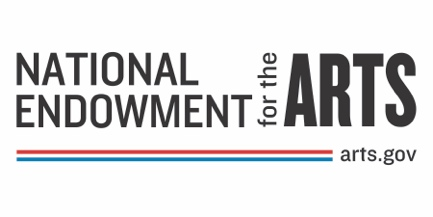 NATIONAL
ENDOWMENT
for the
ARTS
arts.gov